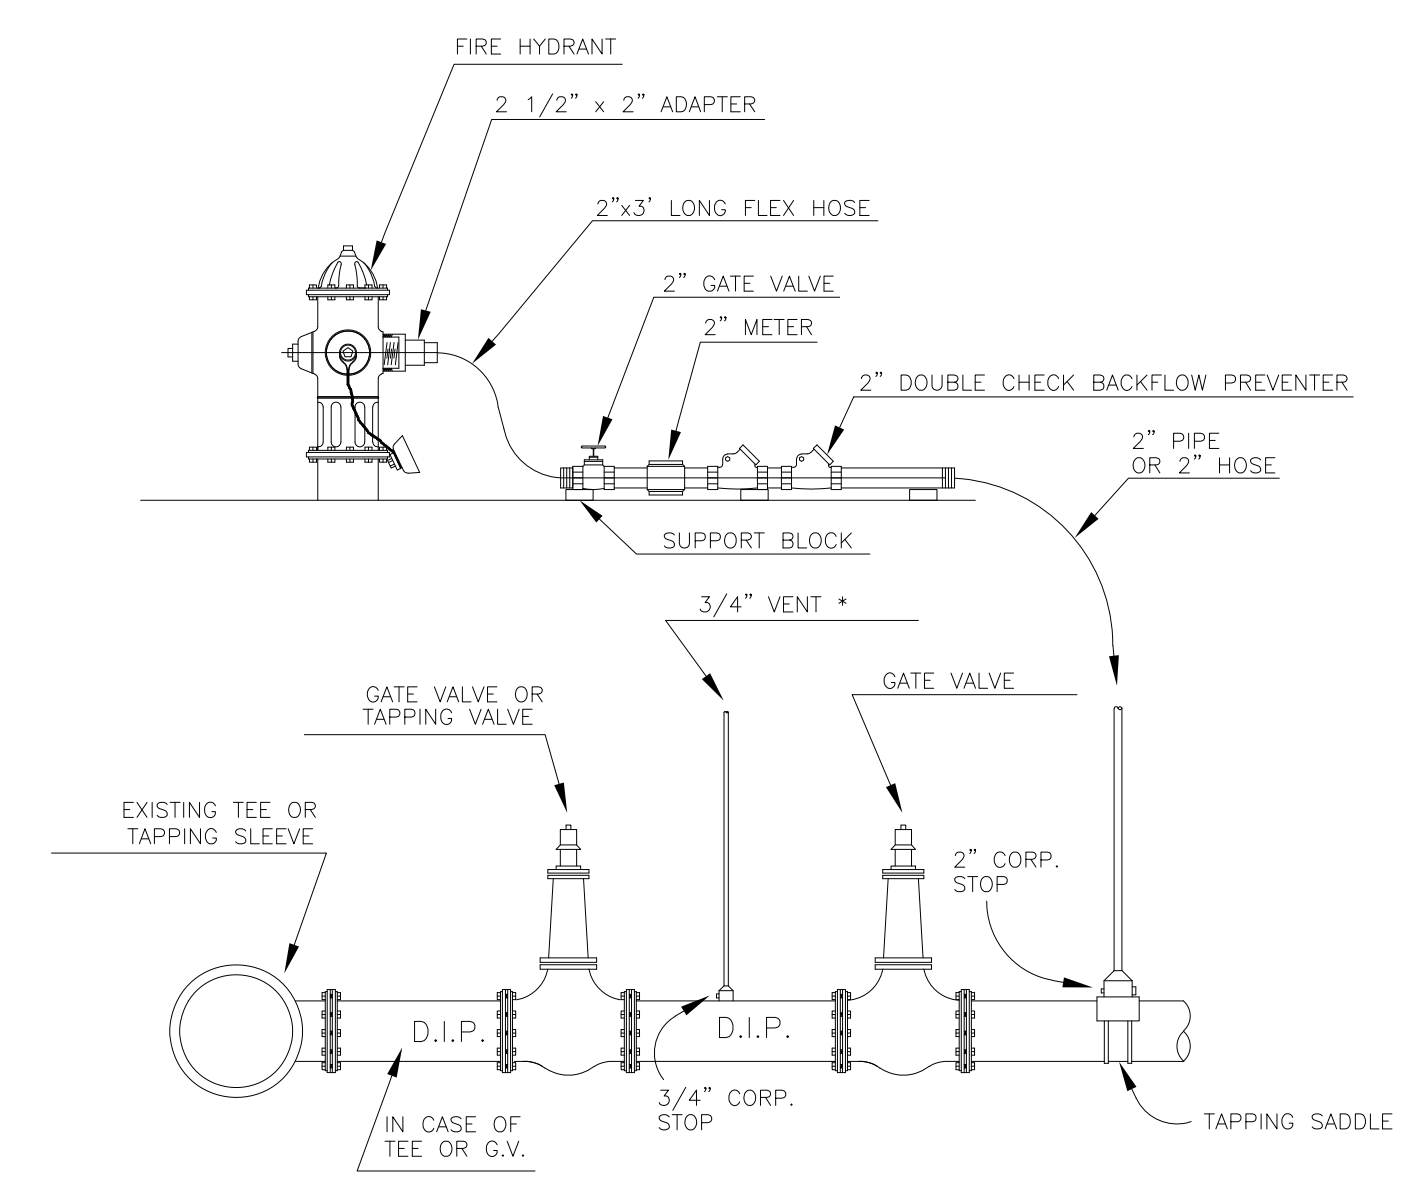 FIRE HYDRANT
2 1/2” x 2” ADAPTER
2”x3’ LONG FLEX HOSE
2” GATE VALVE
2” METER
2” DOUBLE CHECK BACKFLOW PREVENTER
2” PIPE
OR 2” HOSE
SUPPORT BLOCK
3/4” VENT *
GATE VALVE OR
TAPPING VALVE
GATE VALVE
EXISTING TEE OR
TAPPING SLEEVE
2” CORP.
STOP
D.I.P.
D.I.P.
3/4” CORP.
STOP
IN CASE OF
TEE OR G.V.
TAPPING SADDLE